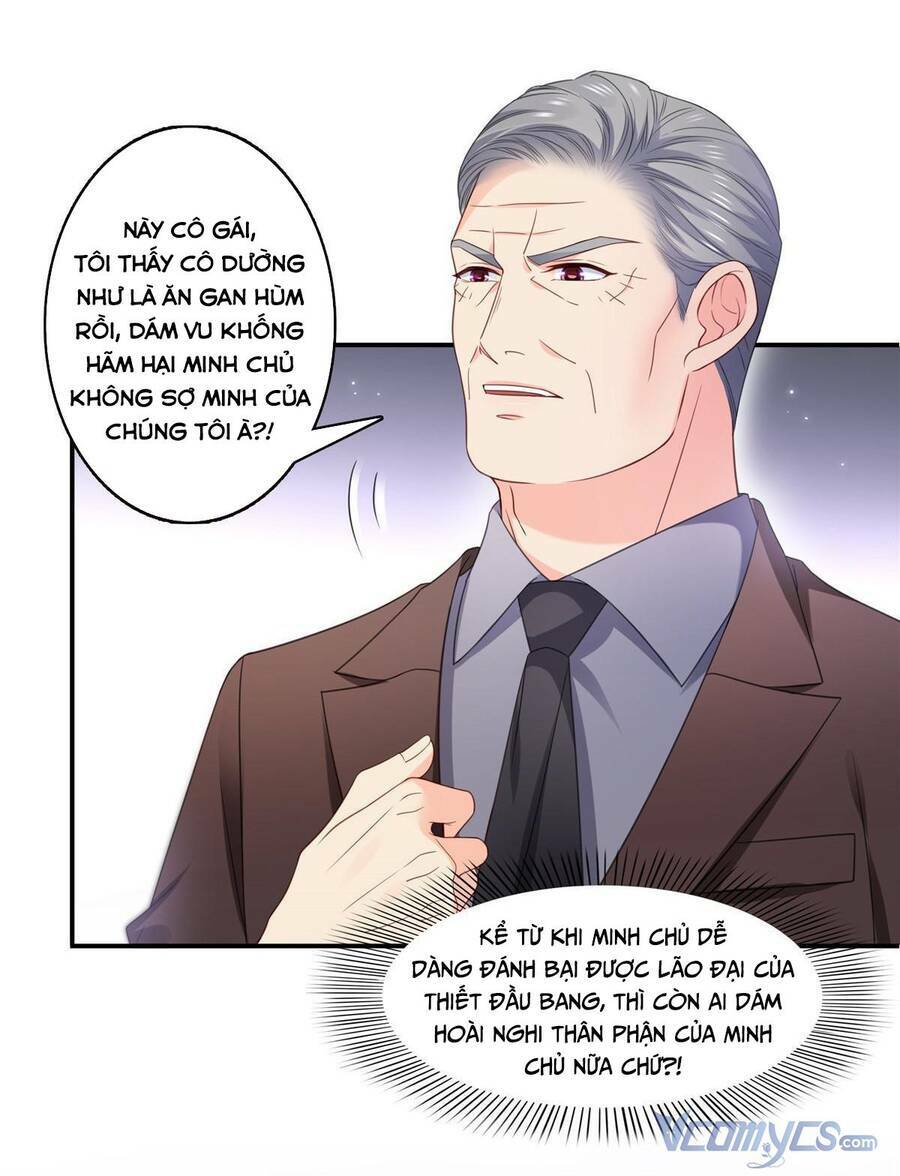 NÀY CÔ GÁI,
TÔI THẤY CÔ DƯỜNG
NHƯ LÀ ĂN GAN HÙM
RỒI, DÁM VU KHỐNG
HÃM HẠI MINH CHỦ
KHÔNG SỢ MINH CỦA
CHÚNG TÔI À?!
KỂ TỪ KHI MINH CHỦ DỄ
DÀNG ĐÁNH BẠI ĐƯỢC LÃO ĐẠI CỦA
THIẾT ĐẦU BANG, THÌ CÒN AI DÁM
HOÀI NGHI THÂN PHẬN CỦA MINH
CHỦ NỮA CHỨ?!
VCOMYCS.com